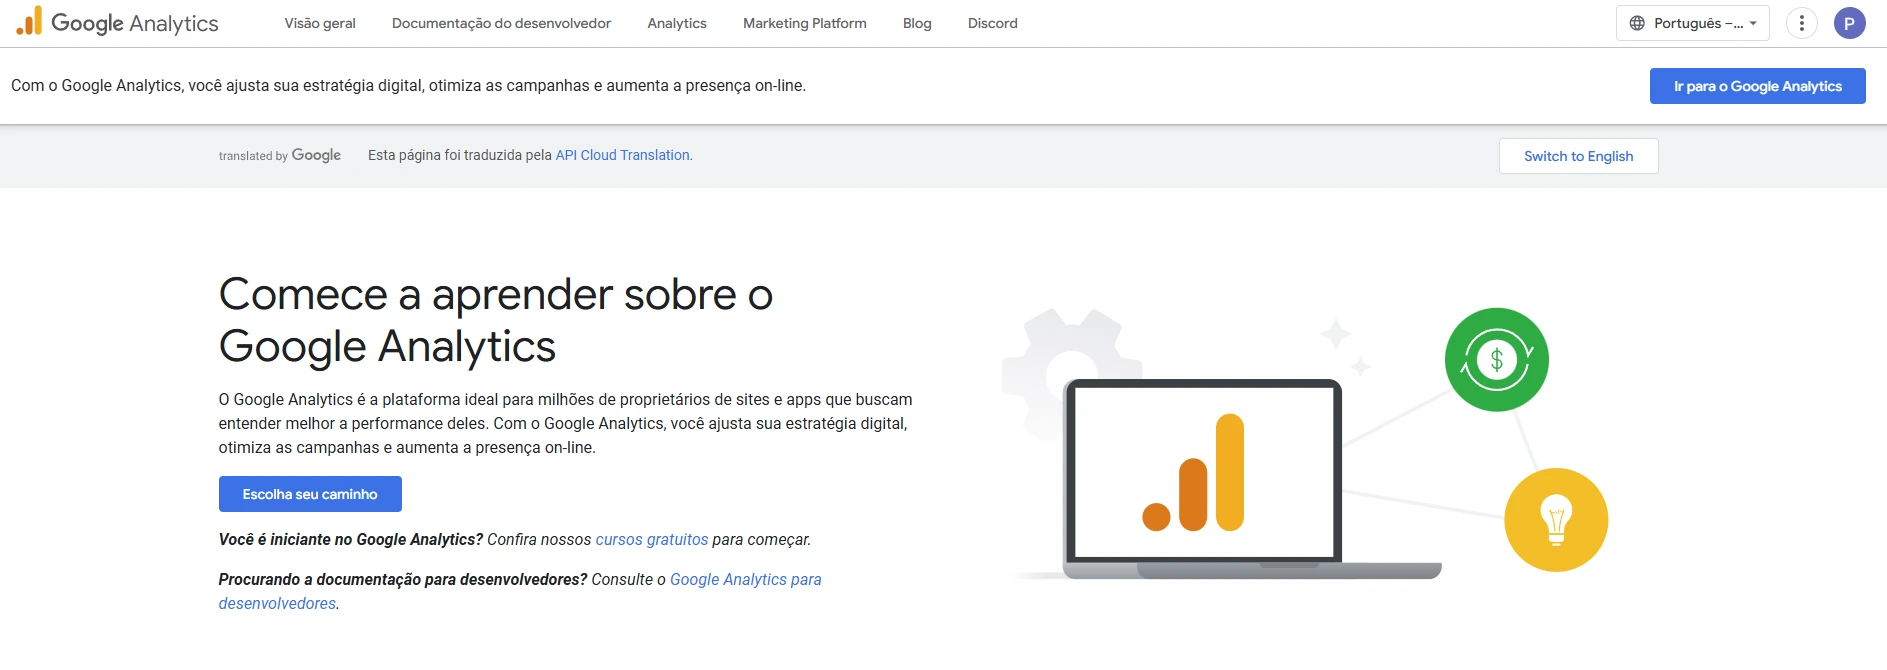 Google Analytics Visão geral Documentação do desenvolvedor Analytics Marketing Platform Blog Discord Português –... P
Com o Google Analytics, você ajusta sua estratégia digital, otimiza as campanhas e aumenta a presença on-line. Ir para o Google Analytics
translated by Google Esta página foi traduzida pela API Cloud Translation. Switch to English
Comece a aprender sobre o
Google Analytics
O Google Analytics é a plataforma ideal para milhões de proprietários de sites e apps que buscam
entender melhor a performance deles. Com o Google Analytics, você ajusta sua estratégia digital,
otimiza as campanhas e aumenta a presença on-line.
Escolha seu caminho
Você é iniciante no Google Analytics? Confira nossos cursos gratuitos para começar.
Procurando a documentação para desenvolvedores? Consulte o Google Analytics para
desenvolvedores.
$